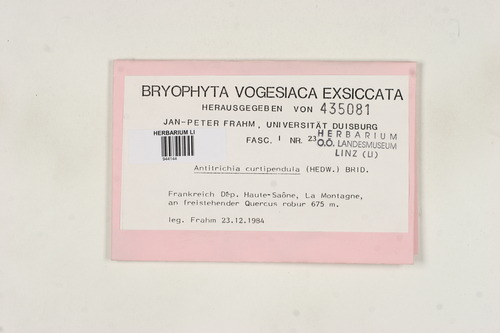 BRYOPHYTA VOGESIACA EXSICCATA
HERAUSGEGEBEN VON 435081
JAN-PETER FRAHM, UNIVERSITÄT DUISBURG
HERBARIUM LI
944144
FASC. I NR. 23
HERBARIUM
O.Ö. LANDESMUSEUM
LINZ (LI)
Antitrichia curtipendula (HEDW.) BRID.
Frankreich Dép. Haute-Saône, La Montagne,
an freistehender Quercus robur 675 m.
leg. Frahm 23.12.1984